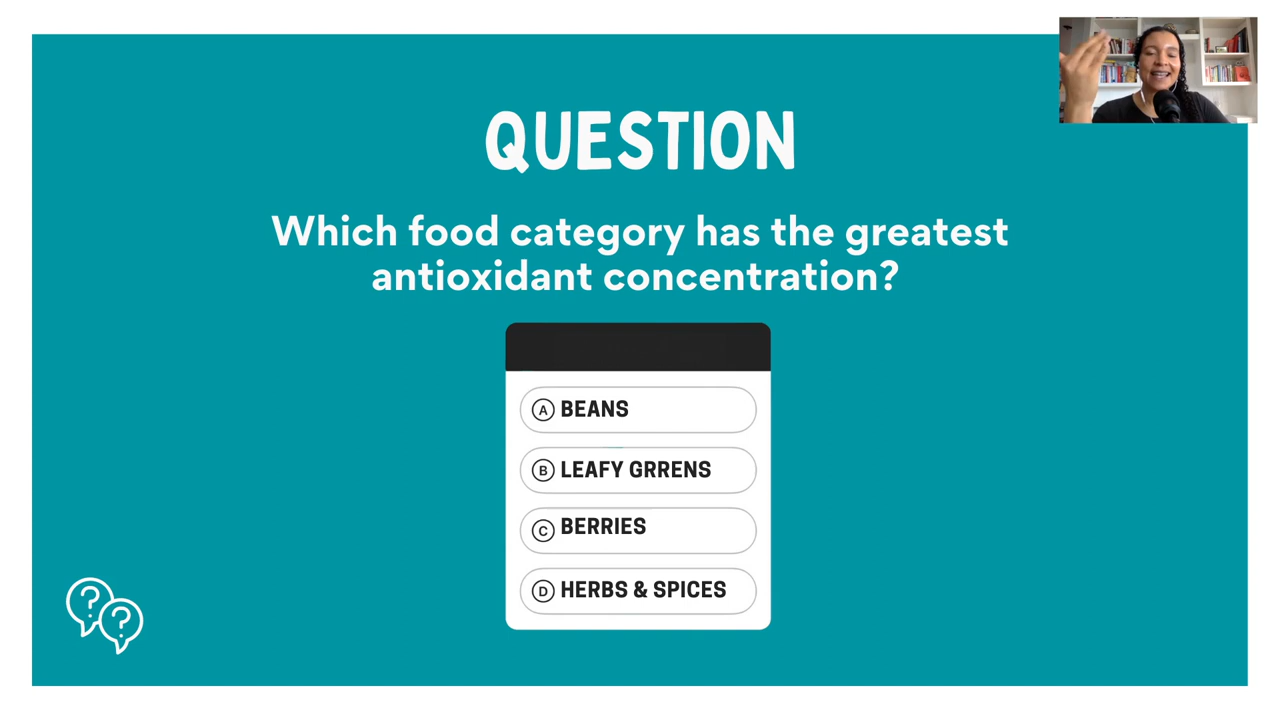 QUESTION
Which food category has the greatest
antioxidant concentration?
A BEANS
B LEAFY GRRENS
C BERRIES
D HERBS & SPICES
? ?